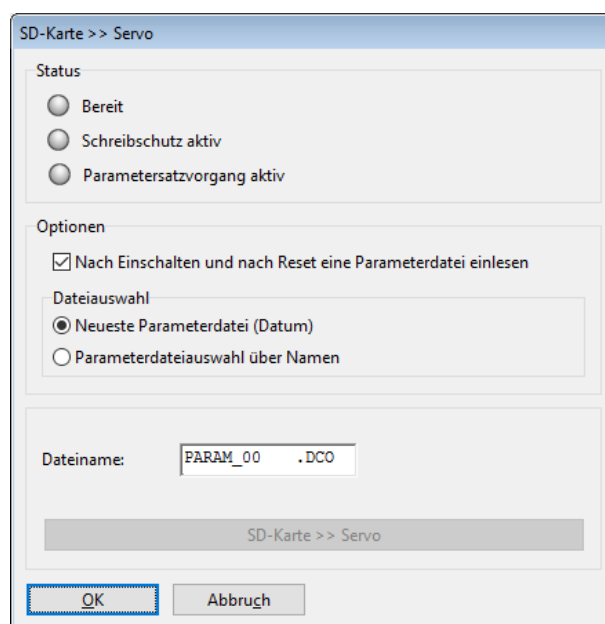 SD-Karte >> Servo
Status
Bereit
Schreibschutz aktiv
Parametersatzvorgang aktiv
Optionen
Nach Einschalten und nach Reset eine Parameterdatei einlesen
Dateiauswahl
Neueste Parameterdatei (Datum)
Parameterdateiauswahl über Namen
Dateiname: PARAM_00 .DCO
SD-Karte >> Servo
OK Abbruch